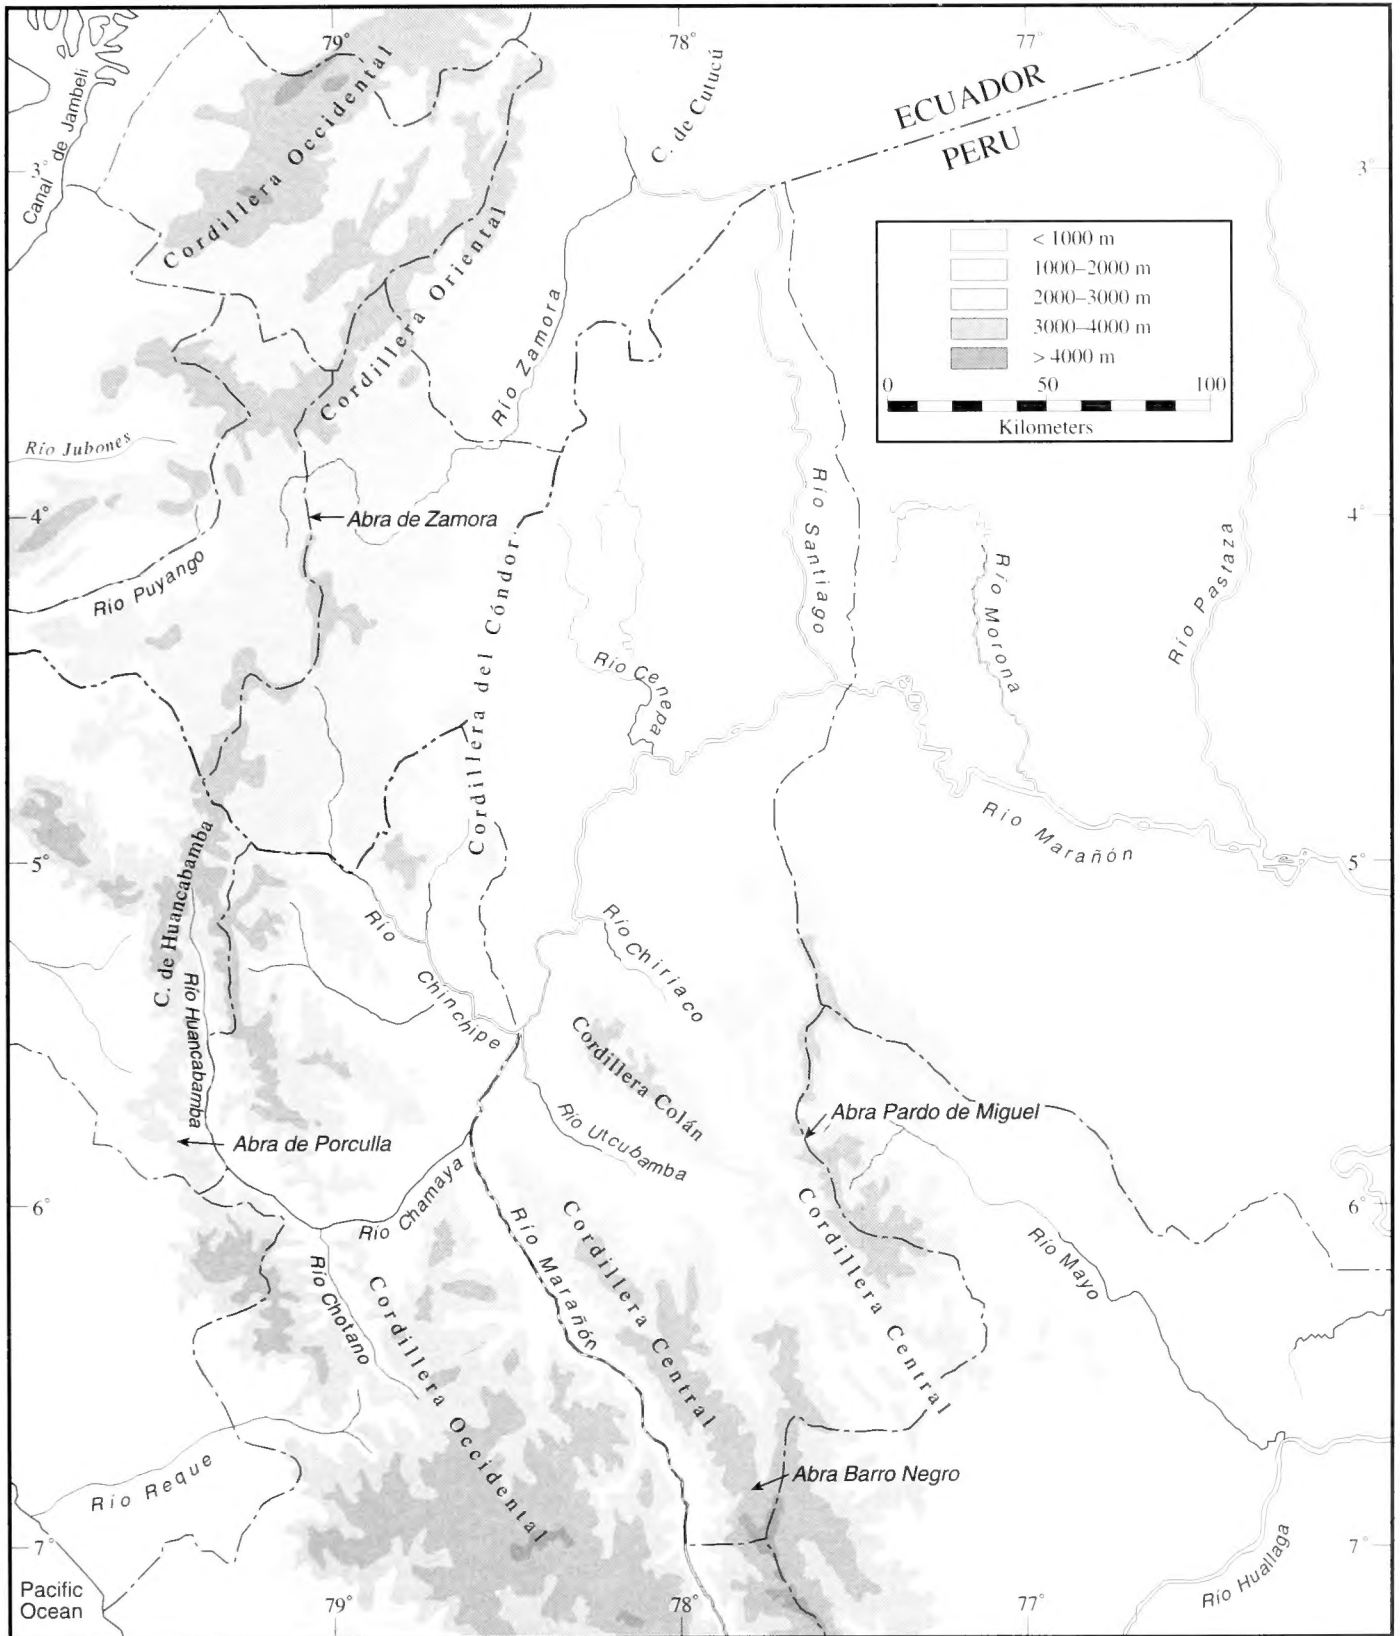 79°
78°
77°
Canal de Jambelí
Cordillera Occidental
C. de Cutucú
ECUADOR
PERU
3°
3°
< 1000 m
1000–2000 m
2000–3000 m
3000–4000 m
> 4000 m
0 50 100
Kilometers
Cordillera Oriental
Río Zamora
Río Jubones
4°
Abra de Zamora
4°
Río Puyango
Cordillera del Cóndor
Río Santiago
Río Morona
Río Pastaza
Río Cenepa
Río Marañón
5°
5°
C. de Huancabamba
Río Huancabamba
Río Chinchipe
Río Chiriaco
Cordillera Colán
Abra de Porculla
Río Utcubamba
Abra Pardo de Miguel
6°
6°
Río Chamaya
Río Marañón
Cordillera Central
Cordillera Central
Río Mayo
Río Chotano
Cordillera Occidental
Río Reque
Abra Barro Negro
7°
7°
Río Huallaga
Pacific
Ocean
79°
78°
77°